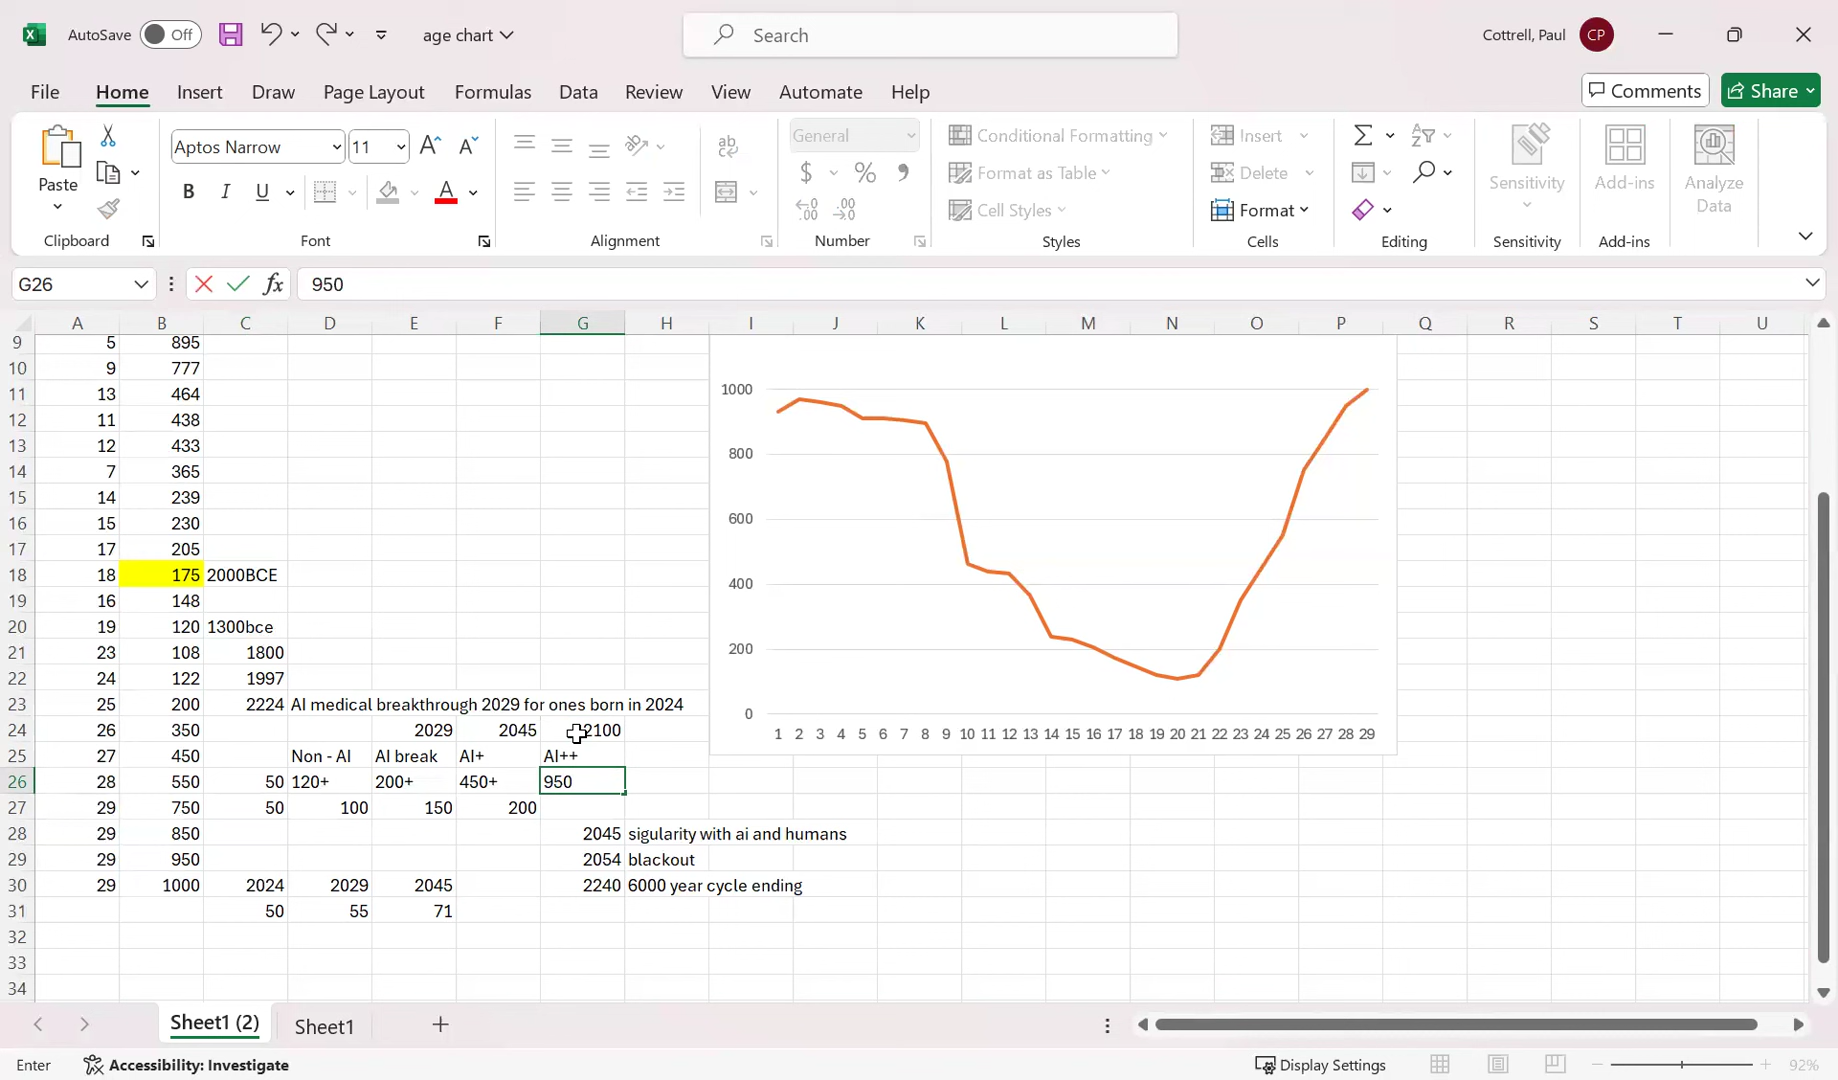 AutoSave Off age chart Search Cottrell, Paul CP
File Home Insert Draw Page Layout Formulas Data Review View Automate Help Comments Share
Paste Aptos Narrow 11 A A ab General Conditional Formatting Insert Σ Sensitivity Add-ins Analyze Data
B I U A $ % , Format as Table Delete
Cell Styles Format
Clipboard Font Alignment Number Styles Cells Editing Sensitivity Add-ins
G26 fx 950
A B C D E F G H I J K L M N O P Q R S T U
9 5 895
10 9 777
11 13 464
12 11 438
13 12 433
14 7 365
15 14 239
16 15 230
17 17 205
18 18 175 2000BCE
19 16 148
20 19 120 1300bce
21 23 108 1800
22 24 122 1997
23 25 200 2224 AI medical breakthrough 2029 for ones born in 2024
24 26 350 2029 2045 2100
25 27 450 Non - AI AI break AI+ AI++
26 28 550 50 120+ 200+ 450+ 950
27 29 750 50 100 150 200
28 29 850 2045 sigularity with ai and humans
29 29 950 2054 blackout
30 29 1000 2024 2029 2045 2240 6000 year cycle ending
31 50 55 71
32
33
34
1000
800
600
400
200
0
1 2 3 4 5 6 7 8 9 10 11 12 13 14 15 16 17 18 19 20 21 22 23 24 25 26 27 28 29
Sheet1 (2) Sheet1
Enter Accessibility: Investigate Display Settings 92%